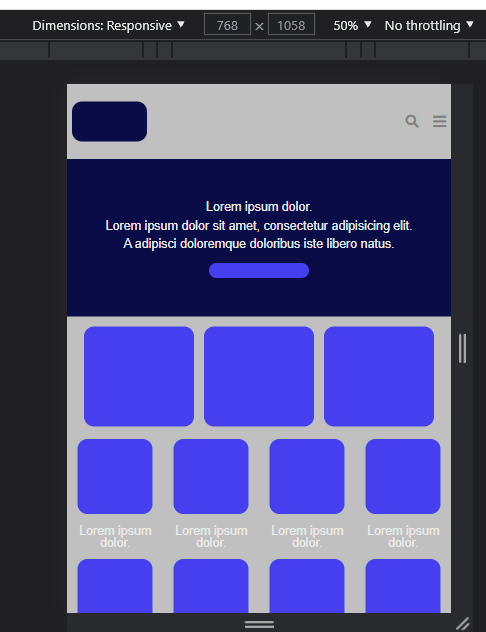 Dimensions: Responsive ▼ 768 × 1058 50% ▼ No throttling ▼
Lorem ipsum dolor.
Lorem ipsum dolor sit amet, consectetur adipisicing elit.
A adipisci doloremque doloribus iste libero natus.
Lorem ipsum dolor.
Lorem ipsum dolor.
Lorem ipsum dolor.
Lorem ipsum dolor.